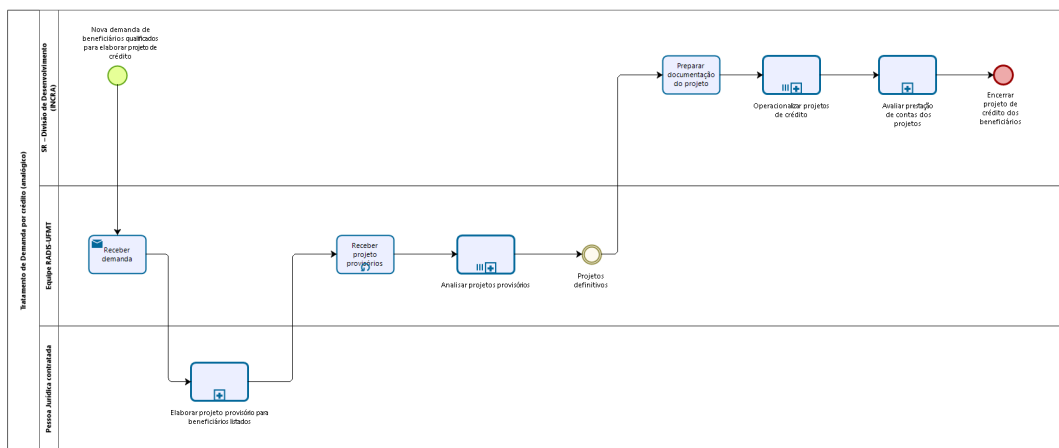 Tratamento de Demanda por crédito (analógico)
SR – Divisão de Desenvolvimento
(INCRA)
Nova demanda de
beneficiários qualificados
para elaborar projeto de
crédito
Preparar
documentação
do projeto
Operacionalizar projetos
de crédito
Avaliar prestação
de contas dos
projetos
Encerrar
projeto de
crédito dos
beneficiários
Equipe RADIS-UFMT
Receber
demanda
Receber
projeto
provisórios
Analisar projetos provisórios
Projetos
definitivos
Pessoa Jurídica contratada
Elaborar projeto provisório para
beneficiários listados